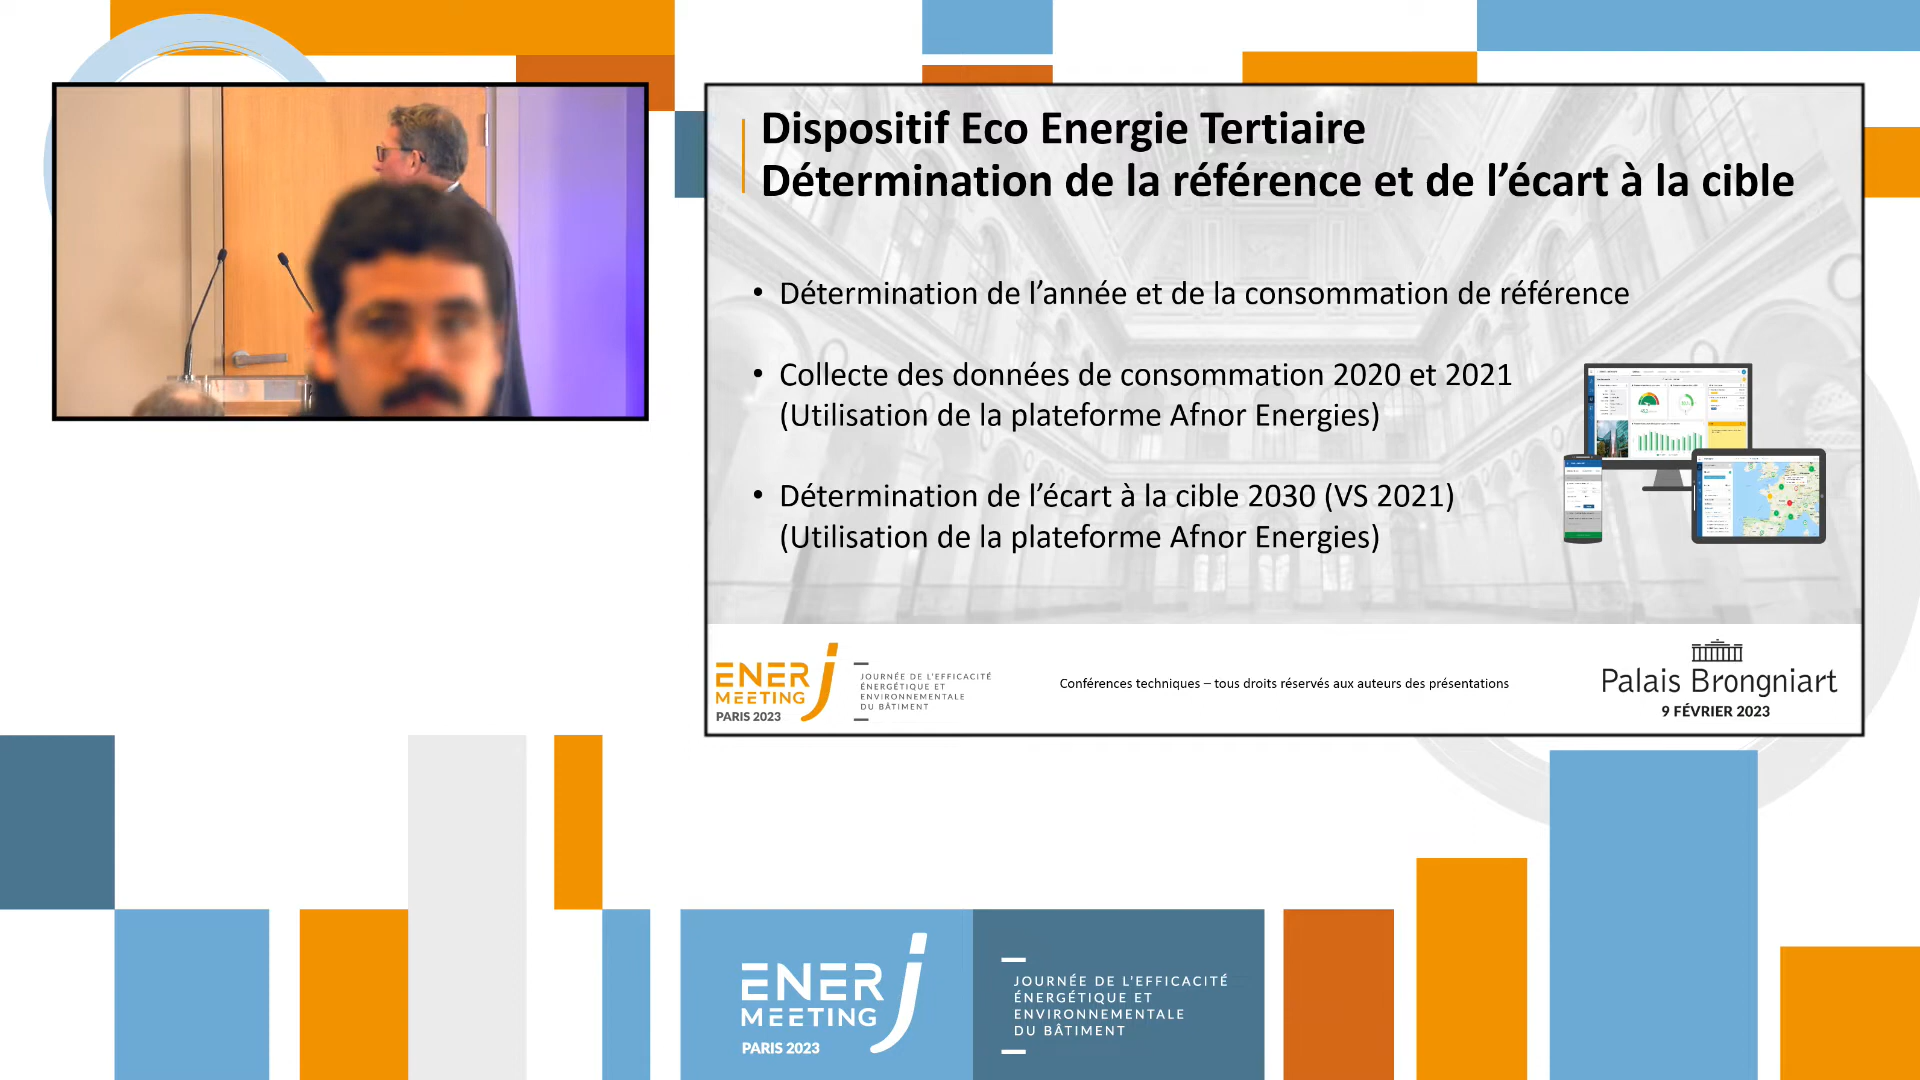 Dispositif Eco Energie Tertiaire
Détermination de la référence et de l’écart à la cible
• Détermination de l’année et de la consommation de référence
• Collecte des données de consommation 2020 et 2021
(Utilisation de la plateforme Afnor Energies)
• Détermination de l’écart à la cible 2030 (VS 2021)
(Utilisation de la plateforme Afnor Energies)
ENERJ
MEETING
PARIS 2023
JOURNÉE DE L'EFFICACITÉ
ÉNERGÉTIQUE ET
ENVIRONNEMENTALE
DU BÂTIMENT
Conférences techniques – tous droits réservés aux auteurs des présentations
Palais Brongniart
9 FÉVRIER 2023
ENERJ
MEETING
PARIS 2023
JOURNÉE DE L'EFFICACITÉ
ÉNERGÉTIQUE ET
ENVIRONNEMENTALE
DU BÂTIMENT